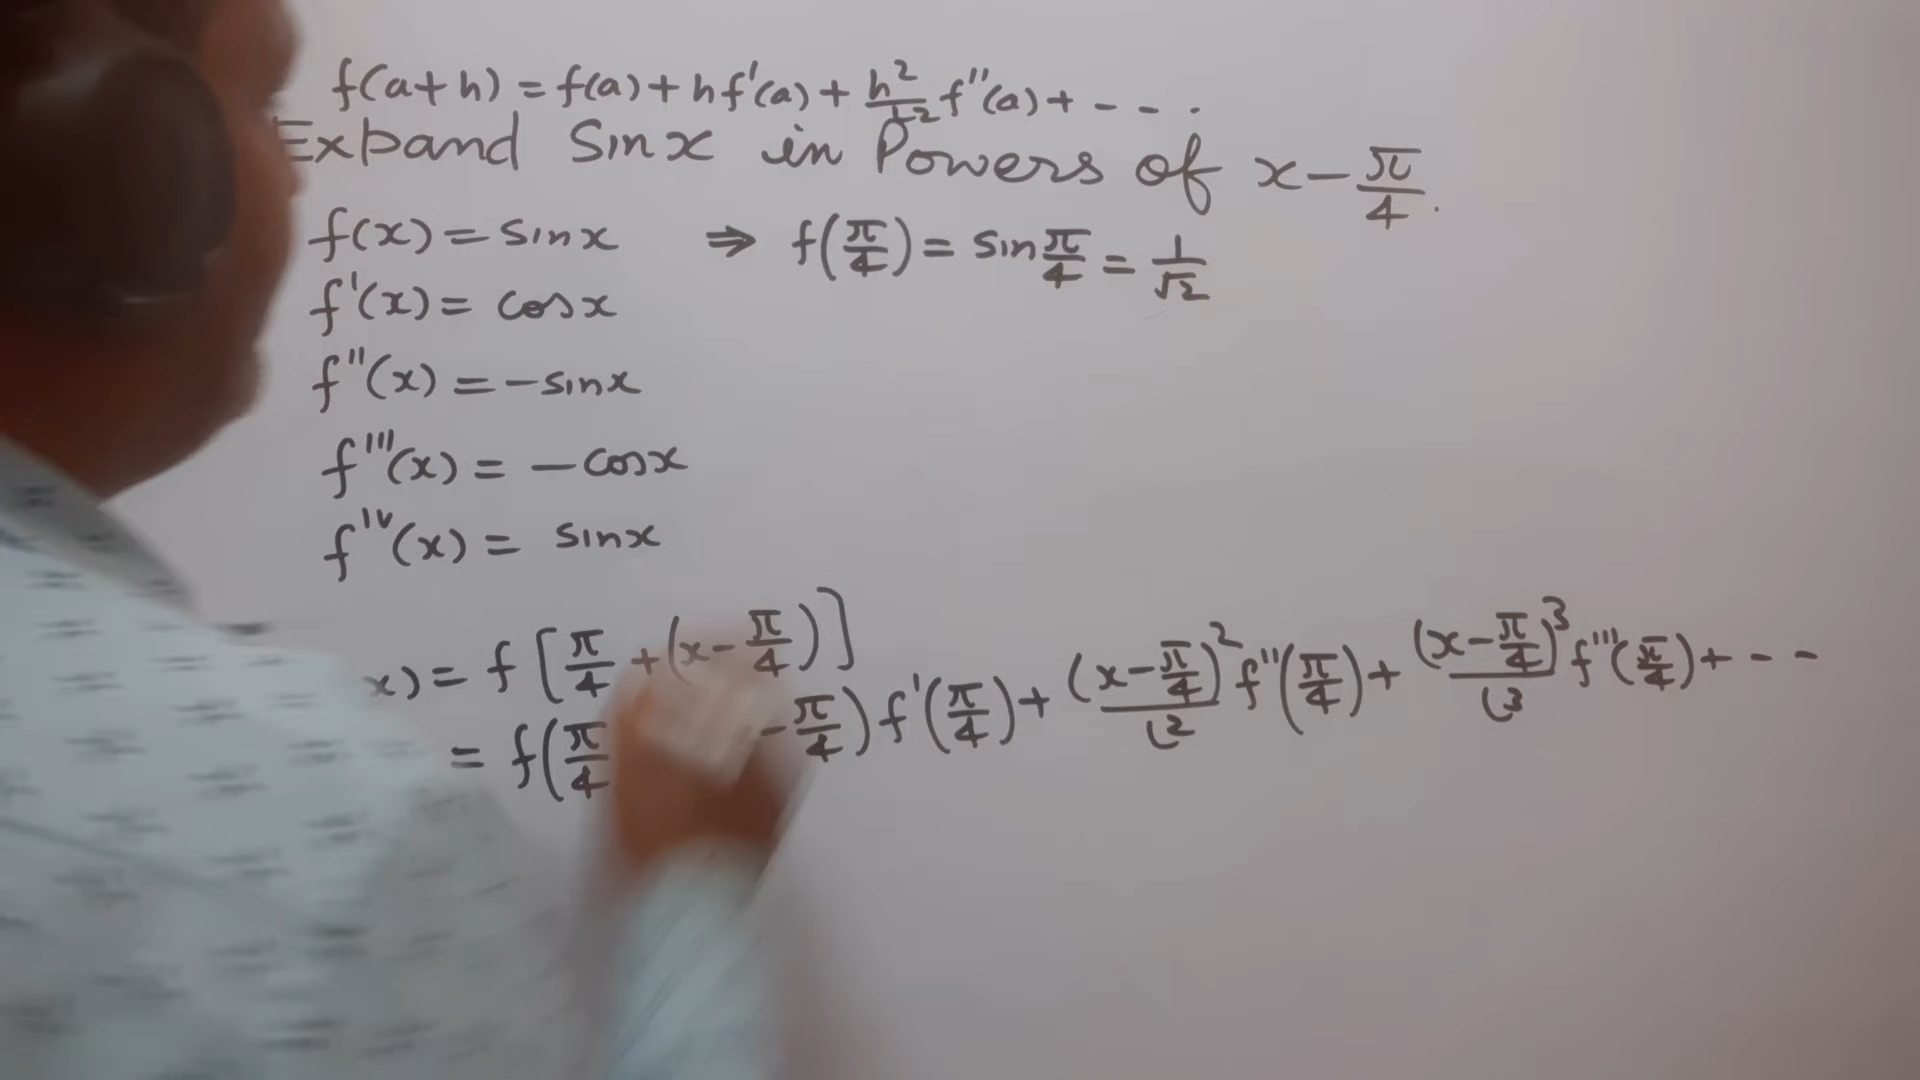 f(a+h) = f(a) + hf'(a) + h²/⌊2 f''(a) + - - - .
Expand Sin x in Powers of x - π/4.
f(x) = sin x ⇒ f(π/4) = sin π/4 = 1/√2
f'(x) = cos x
f''(x) = - sin x
f'''(x) = - cos x
f^iv(x) = sin x
x) = f[π/4 + (x - π/4)]
= f(π/4 - π/4) f'(π/4) + (x - π/4)²/⌊2 f''(π/4) + (x - π/4)³/⌊3 f'''(π/4) + - - -